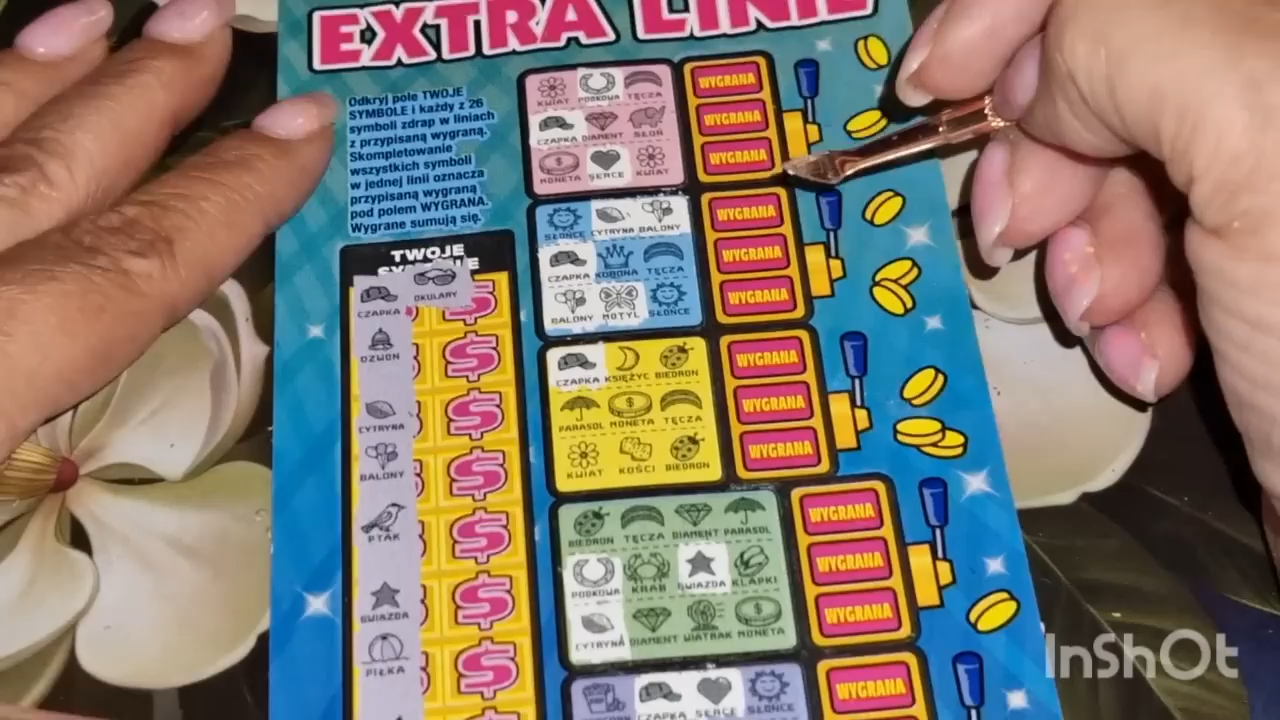 EXTRA LINIE
Odkryj pole TWOJE
SYMBOLE i każdy z 26
symboli zdrap w liniach
z przypisaną wygraną.
Skompletowanie
wszystkich symboli
w jednej linii oznacza
przypisaną wygraną
pod polem WYGRANA.
Wygrane sumują się.
TWOJE
CZAPKA OKULARY
DZWON
CYTRYNA
BALONY
PTAK
GWIAZDA
PIŁKA
KWIAT PODKOWA TĘCZA WYGRANA
CZAPKA DIAMENT SŁOŃ WYGRANA
MONETA SERCE KWIAT WYGRANA
SŁOŃCE CYTRYNA BALONY WYGRANA
CZAPKA KORONA TĘCZA WYGRANA
BALONY MOTYL SŁOŃCE WYGRANA
CZAPKA KSIĘŻYC BIEDRON WYGRANA
PARASOL MONETA TĘCZA WYGRANA
KWIAT KOŚCI BIEDRON WYGRANA
BIEDRON TĘCZA DIAMENT PARASOL WYGRANA
PODKOWA KRAB GWIAZDA KLAPKI WYGRANA
CYTRYNA DIAMENT WIATRAK MONETA WYGRANA
CZAPKA SERCE SŁOŃCE WYGRANA
InShOt